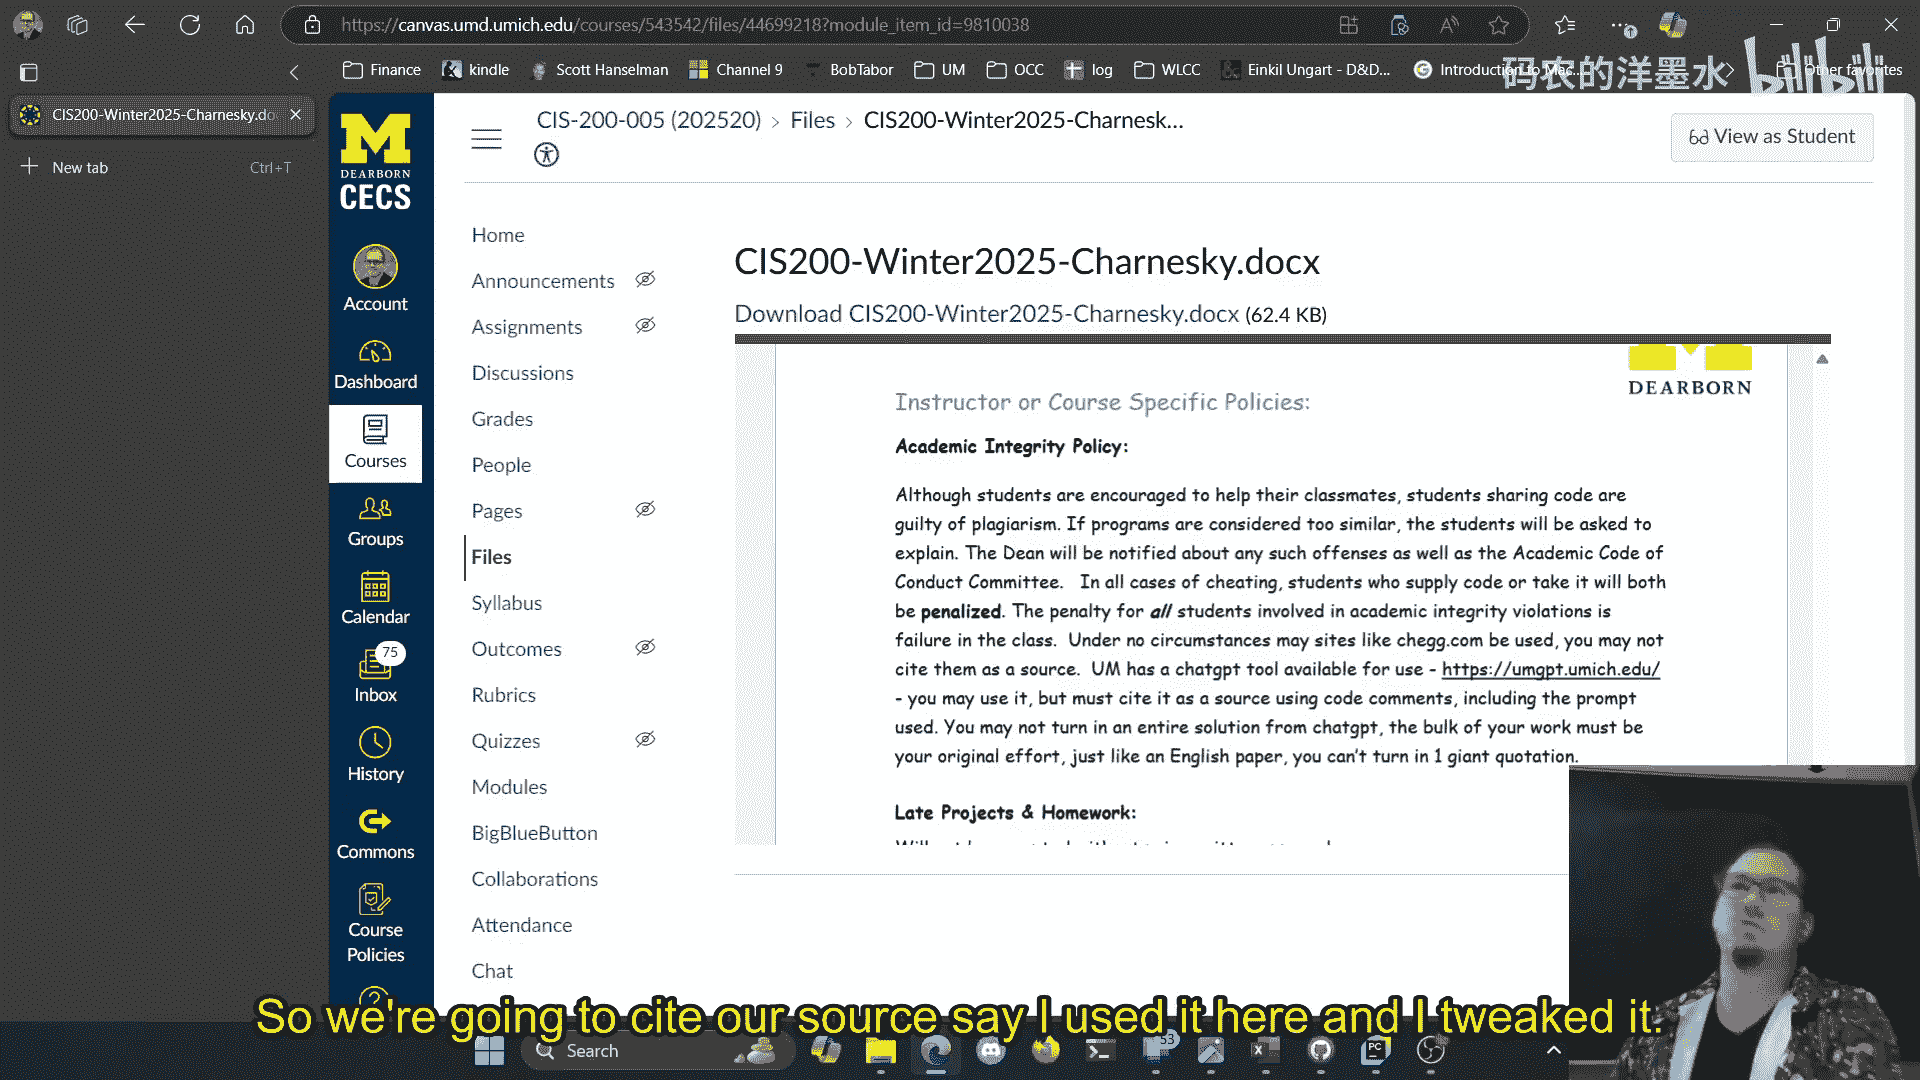 https://canvas.umd.umich.edu/courses/543542/files/44699218?module_item_id=9810038
Finance
kindle
Scott Hanselman
Channel 9
BobTabor
UM
OCC
log
WLCC
Einkil Ungart - D&D...
Introduction to Mac...
Other favorites
码农的洋墨水
bilibili
CIS200-Winter2025-Charnesky.do
New tab
Ctrl+T
M
DEARBORN
CECS
Account
Dashboard
Courses
Groups
Calendar
75
Inbox
History
Commons
Course
Policies
CIS-200-005 (202520) > Files > CIS200-Winter2025-Charnesk...
View as Student
Home
Announcements
Assignments
Discussions
Grades
People
Pages
Files
Syllabus
Outcomes
Rubrics
Quizzes
Modules
BigBlueButton
Collaborations
Attendance
Chat
CIS200-Winter2025-Charnesky.docx
Download CIS200-Winter2025-Charnesky.docx (62.4 KB)
DEARBORN
Instructor or Course Specific Policies:
Academic Integrity Policy:
Although students are encouraged to help their classmates, students sharing code are
guilty of plagiarism. If programs are considered too similar, the students will be asked to
explain. The Dean will be notified about any such offenses as well as the Academic Code of
Conduct Committee. In all cases of cheating, students who supply code or take it will both
be penalized. The penalty for all students involved in academic integrity violations is
failure in the class. Under no circumstances may sites like chegg.com be used, you may not
cite them as a source. UM has a chatgpt tool available for use - https://umgpt.umich.edu/
- you may use it, but must cite it as a source using code comments, including the prompt
used. You may not turn in an entire solution from chatgpt, the bulk of your work must be
your original effort, just like an English paper, you can't turn in 1 giant quotation.
Late Projects & Homework:
So we're going to cite our source say I used it here and I tweaked it.
Search
53